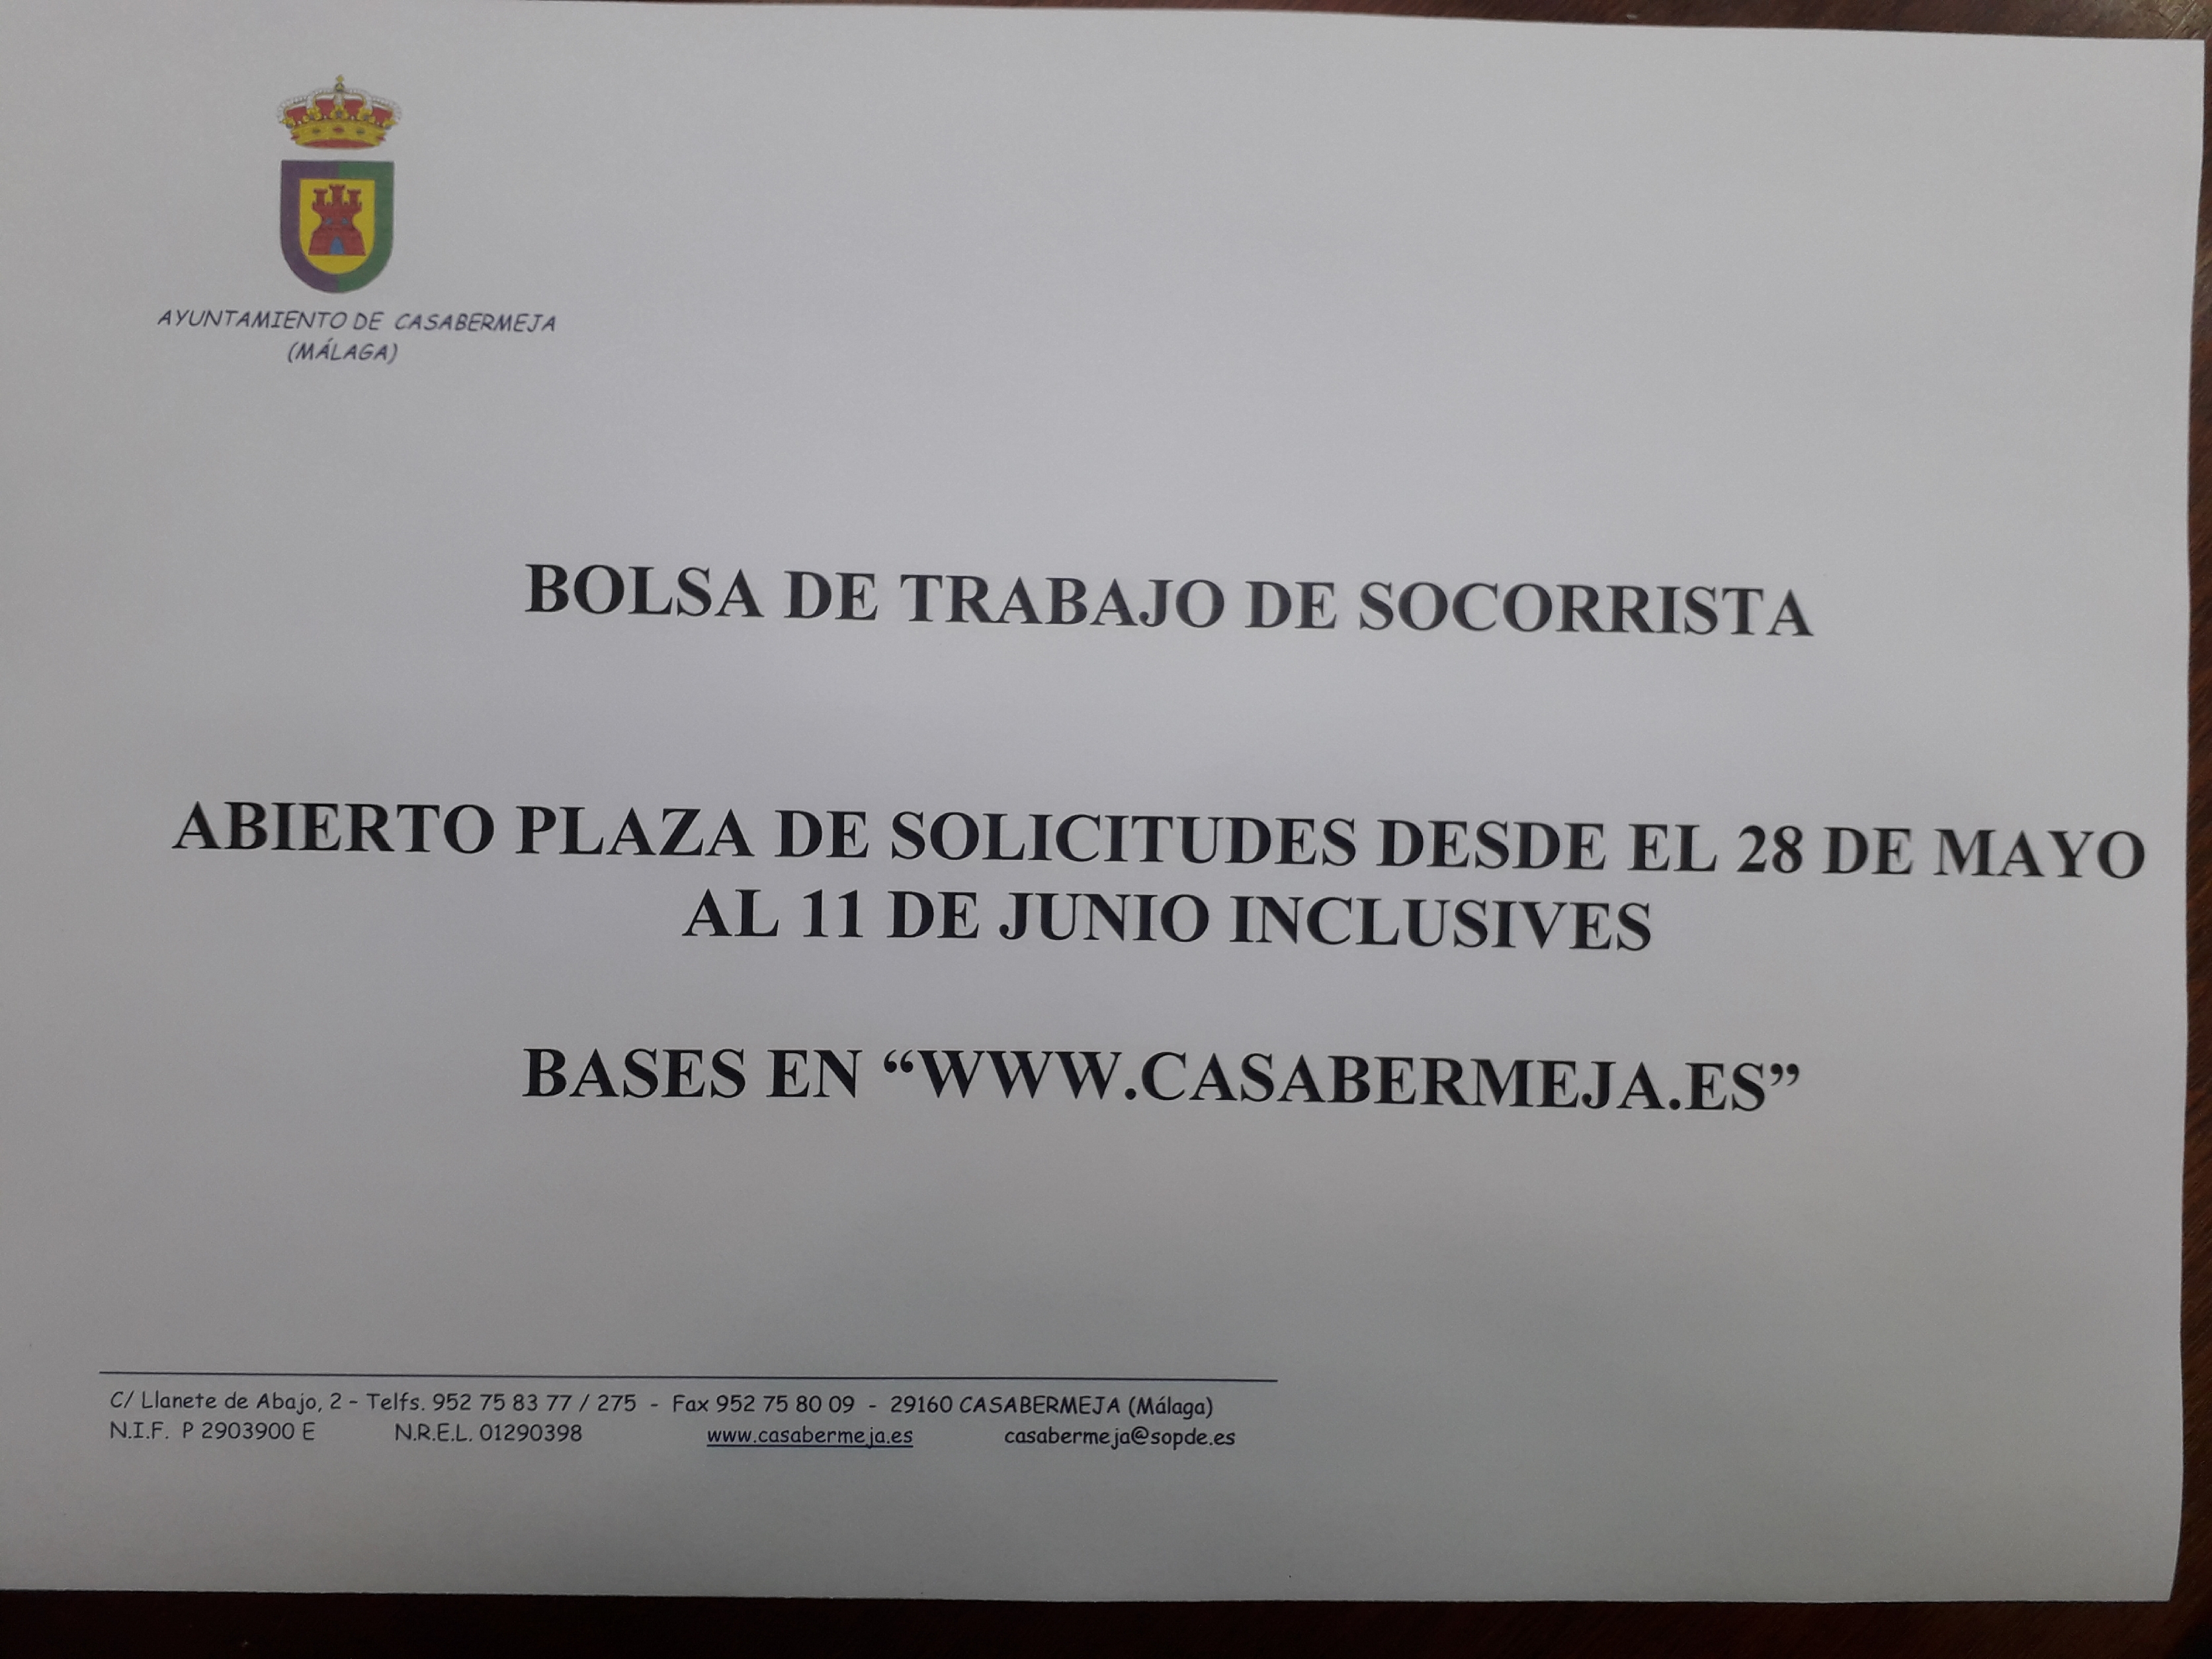 AYUNTAMIENTO DE CASABERMEJA
(MÁLAGA)
BOLSA DE TRABAJO DE SOCORRISTA
ABIERTO PLAZA DE SOLICITUDES DESDE EL 28 DE MAYO
AL 11 DE JUNIO INCLUSIVES
BASES EN “WWW.CASABERMEJA.ES”
C/ Llanete de Abajo, 2 – Telfs. 952 75 83 77 / 275 - Fax 952 75 80 09 - 29160 CASABERMEJA (Málaga)
N.I.F. P 2903900 E N.R.E.L. 01290398 www.casabermeja.es casabermeja@sopde.es